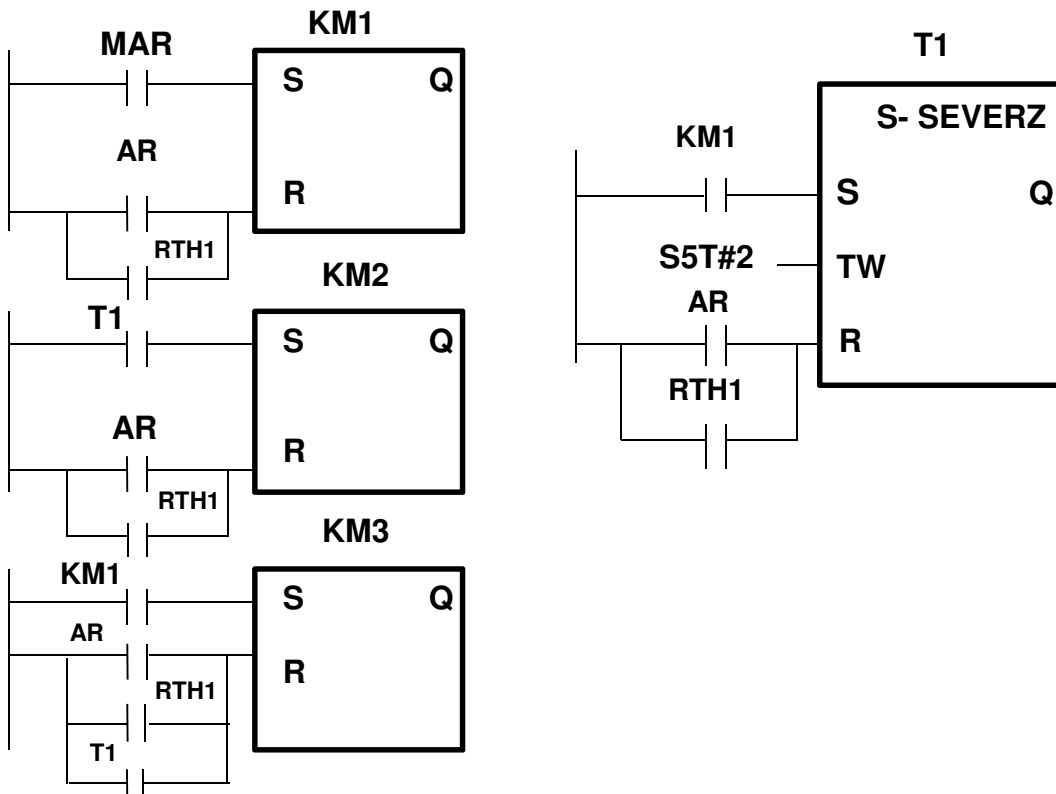 KM1
MAR
S Q
AR
R
RTH1
KM2
T1
S Q
AR
R
RTH1
KM3
KM1
S Q
AR
R
RTH1
T1
T1
S- SEVERZ
KM1
S Q
S5T#2
TW
AR
R
RTH1